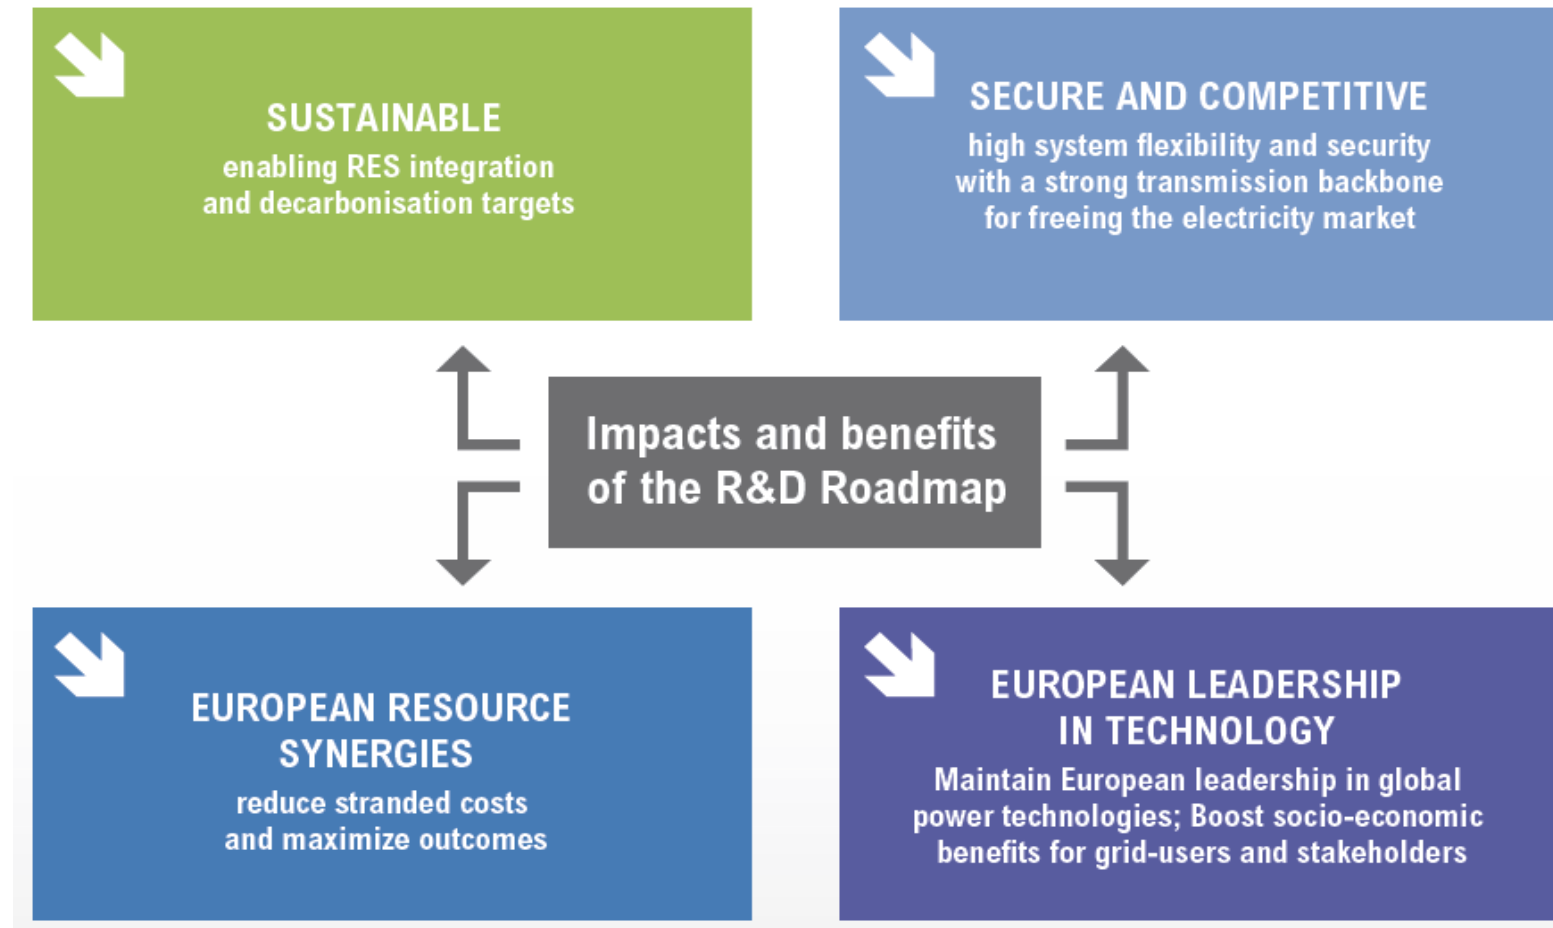 SUSTAINABLE
enabling RES integration
and decarbonisation targets
SECURE AND COMPETITIVE
high system flexibility and security
with a strong transmission backbone
for freeing the electricity market
Impacts and benefits
of the R&D Roadmap
EUROPEAN RESOURCE
SYNERGIES
reduce stranded costs
and maximize outcomes
EUROPEAN LEADERSHIP
IN TECHNOLOGY
Maintain European leadership in global
power technologies; Boost socio-economic
benefits for grid-users and stakeholders